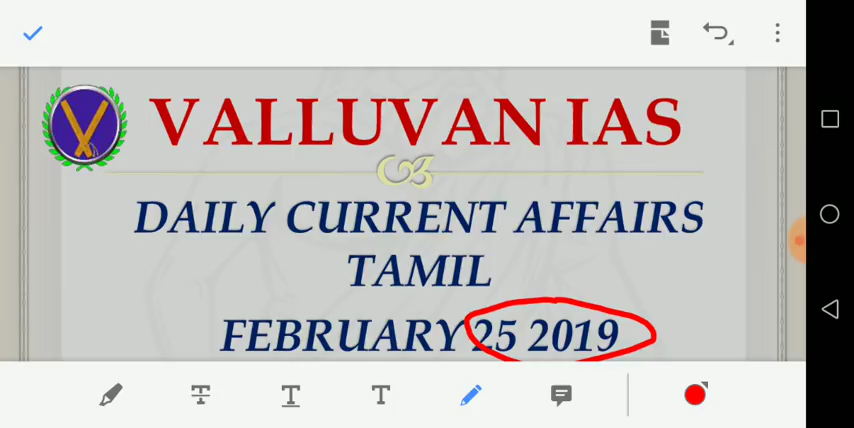 VALLUVAN IAS
DAILY CURRENT AFFAIRS
TAMIL
FEBRUARY 25 2019